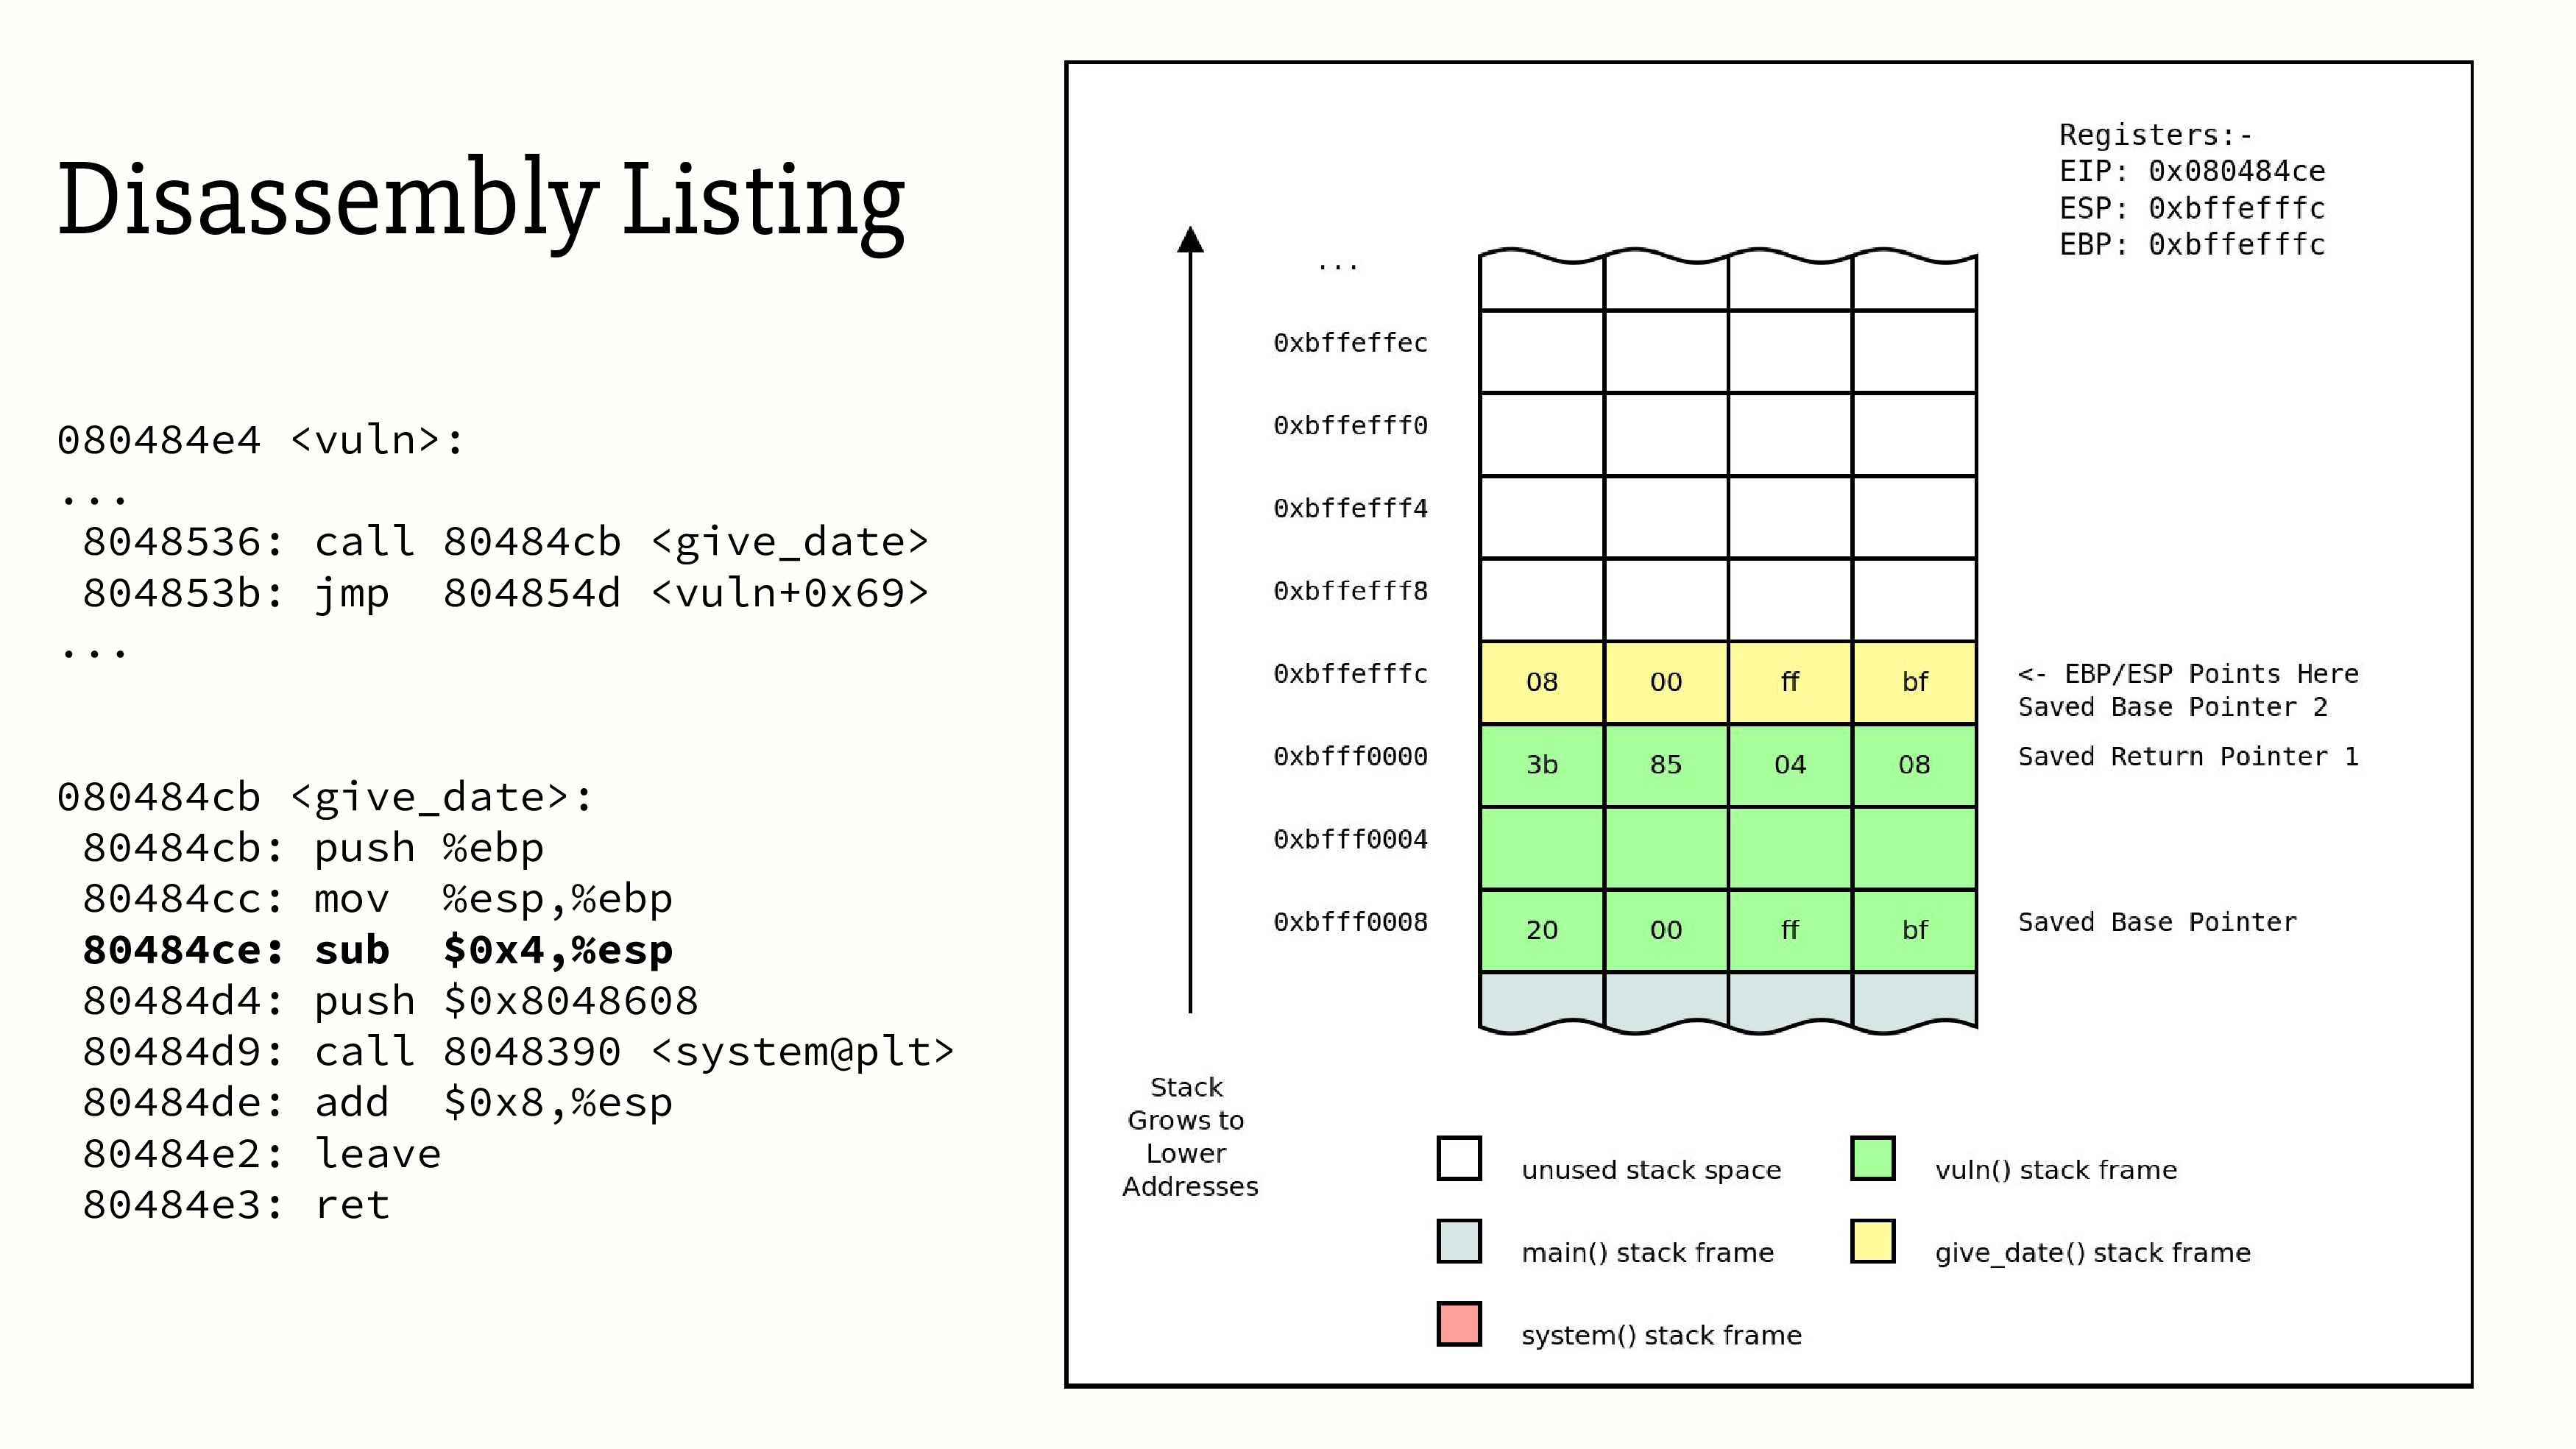 Disassembly Listing
080484e4 <vuln>:
...
8048536: call 80484cb <give_date>
804853b: jmp  804854d <vuln+0x69>
...
080484cb <give_date>:
80484cb: push %ebp
80484cc: mov  %esp,%ebp
80484ce: sub  $0x4,%esp
80484d4: push $0x8048608
80484d9: call 8048390 <system@plt>
80484de: add  $0x8,%esp
80484e2: leave
80484e3: ret
Registers:-
EIP: 0x080484ce
ESP: 0xbffefffc
EBP: 0xbffefffc
...
0xbffeffec
0xbffefff0
0xbffefff4
0xbffefff8
0xbffefffc 08 00 ff bf <- EBP/ESP Points Here
Saved Base Pointer 2
0xbfff0000 3b 85 04 08 Saved Return Pointer 1
0xbfff0004
0xbfff0008 20 00 ff bf Saved Base Pointer
Stack
Grows to
Lower
Addresses
unused stack space
vuln() stack frame
main() stack frame
give_date() stack frame
system() stack frame